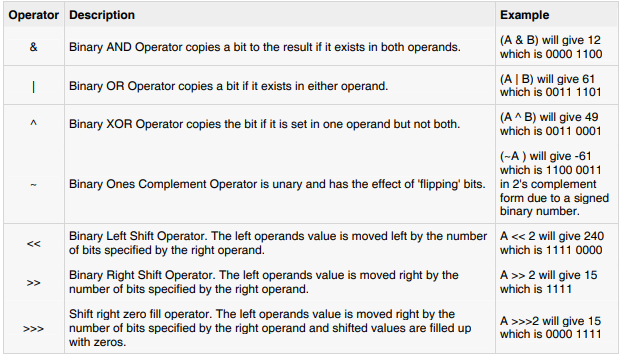 Operator Description Example
& Binary AND Operator copies a bit to the result if it exists in both operands. (A & B) will give 12
which is 0000 1100
| Binary OR Operator copies a bit if it exists in either operand. (A | B) will give 61
which is 0011 1101
^ Binary XOR Operator copies the bit if it is set in one operand but not both. (A ^ B) will give 49
which is 0011 0001
~ Binary Ones Complement Operator is unary and has the effect of 'flipping' bits. (~A ) will give -61
which is 1100 0011
in 2's complement
form due to a signed
binary number.
<< Binary Left Shift Operator. The left operands value is moved left by the number
of bits specified by the right operand. A << 2 will give 240
which is 1111 0000
>> Binary Right Shift Operator. The left operands value is moved right by the
number of bits specified by the right operand. A >> 2 will give 15
which is 1111
>>> Shift right zero fill operator. The left operands value is moved right by the
number of bits specified by the right operand and shifted values are filled up
with zeros. A >>>2 will give 15
which is 0000 1111